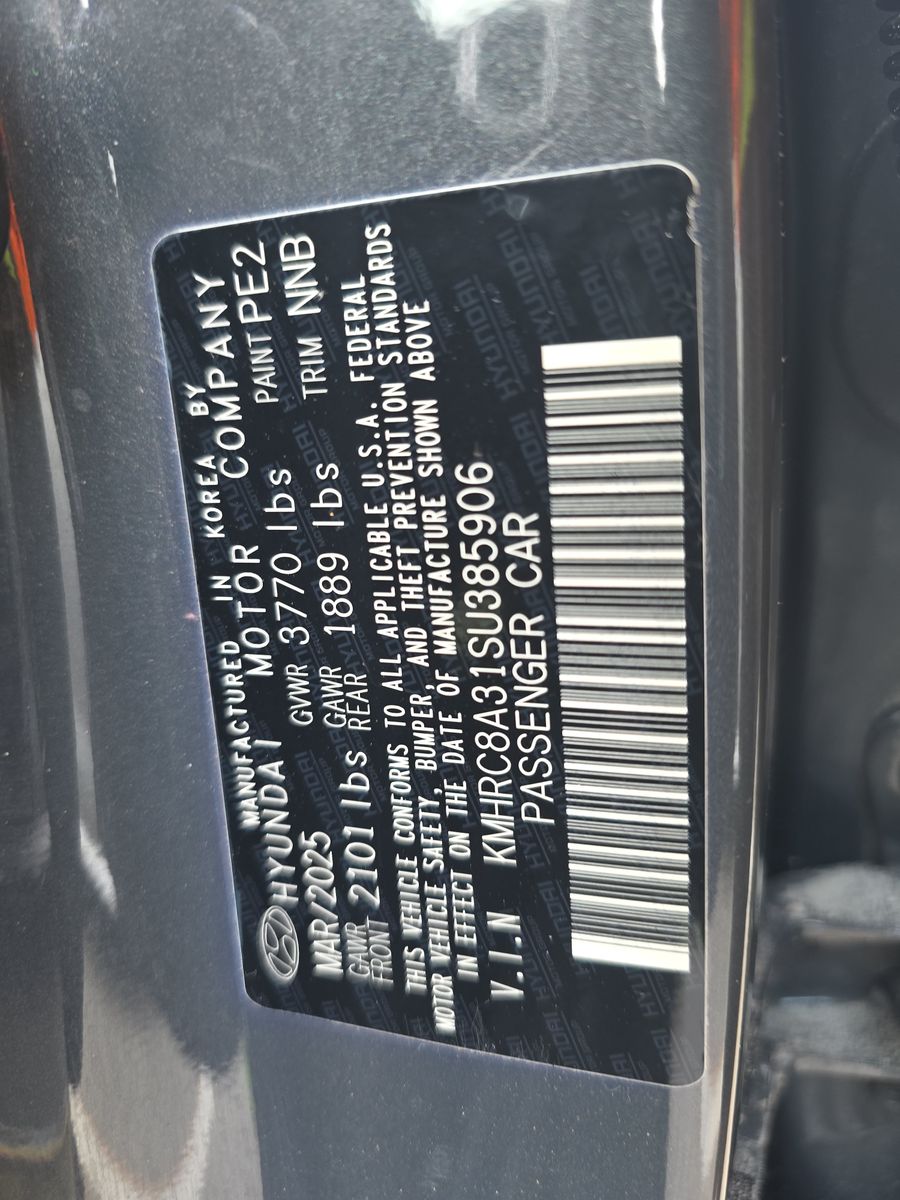 MANUFACTURED IN KOREA BY
HYUNDAI MOTOR COMPANY
MAR/2025 GVWR 3770 lbs PAINT PE2
GAWR FRONT 2101 lbs GAWR REAR 1889 lbs TRIM NNB
THIS VEHICLE CONFORMS TO ALL APPLICABLE U.S.A. FEDERAL
MOTOR VEHICLE SAFETY, BUMPER, AND THEFT PREVENTION STANDARDS
IN EFFECT ON THE DATE OF MANUFACTURE SHOWN ABOVE
V.I.N KMHRC8A31SU385906
PASSENGER CAR